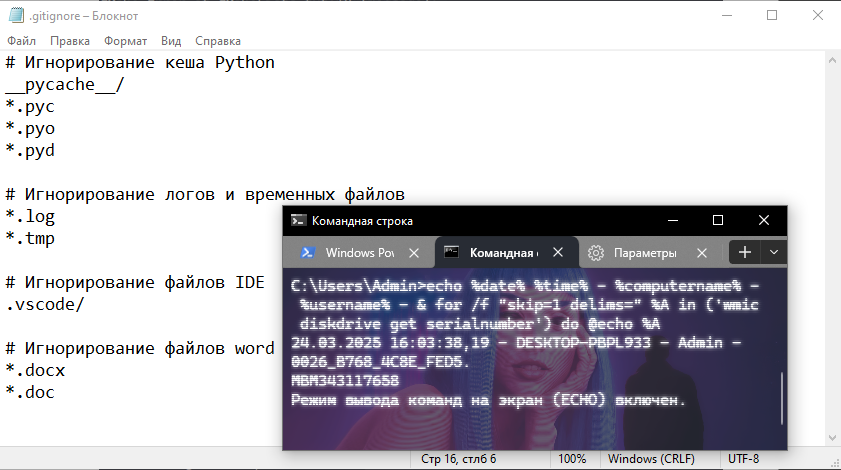 .gitignore – Блокнот
Файл Правка Формат Вид Справка
# Игнорирование кеша Python
__pycache__/
*.pyc
*.pyo
*.pyd
# Игнорирование логов и временных файлов
*.log
*.tmp
# Игнорирование файлов IDE
.vscode/
# Игнорирование файлов word
*.docx
*.doc
Командная строка
Windows Pov Командная с Параметры
C:\Users\Admin>echo %date% %time% - %computername% -
%username% - & for /f "skip=1 delims=" %A in ('wmic
diskdrive get serialnumber') do @echo %A
24.03.2025 16:03:38,19 - DESKTOP-PBPL933 - Admin -
0026_B768_4C8E_FED5.
MBM343117658
Режим вывода команд на экран (ECHO) включен.
Стр 16, стлб 6 100% Windows (CRLF) UTF-8